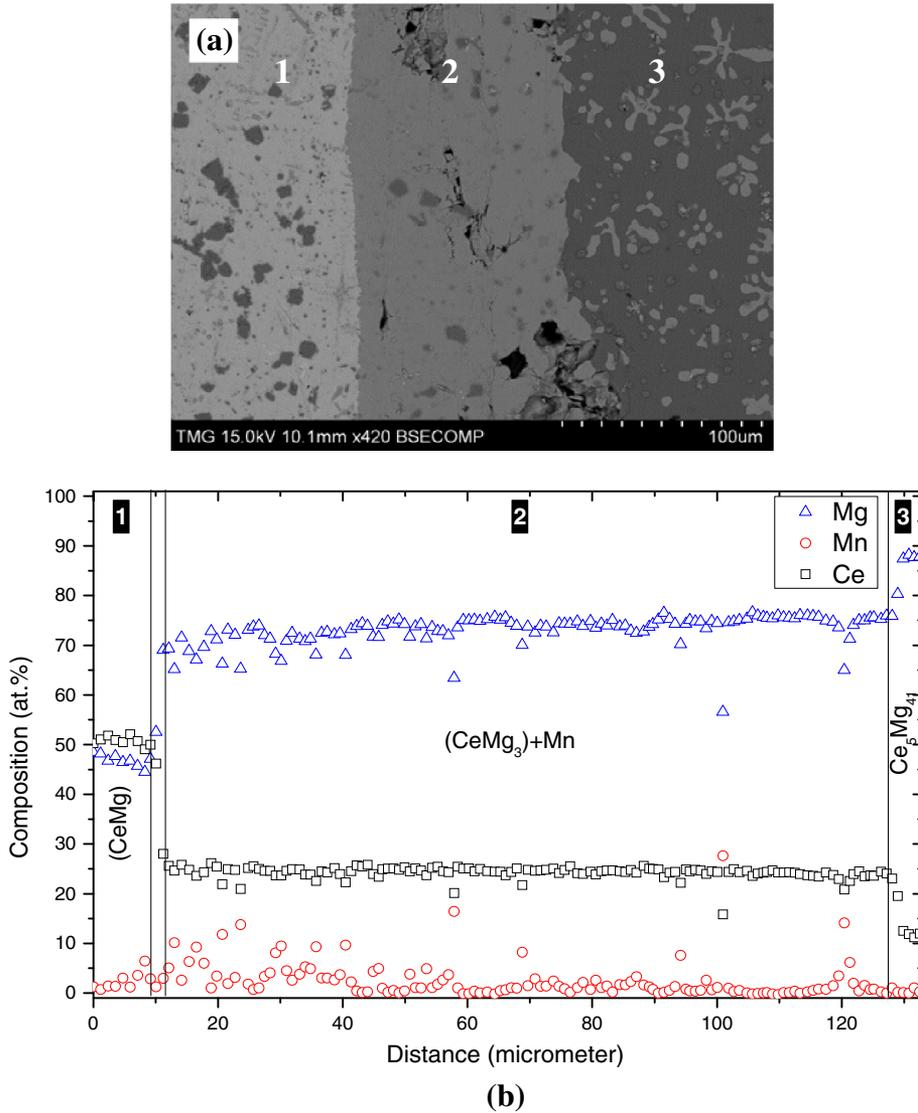 (a)
1 2 3
TMG 15.0kV 10.1mm x420 BSECOMP 100um
100
90
80
70
60
50
40
30
20
10
0
Composition (at.%)
1 2 3
Mg
Mn
Ce
(CeMg)
(CeMg₃)+Mn
Ce₅Mg₄₁
0 20 40 60 80 100 120
Distance (micrometer)
(b)